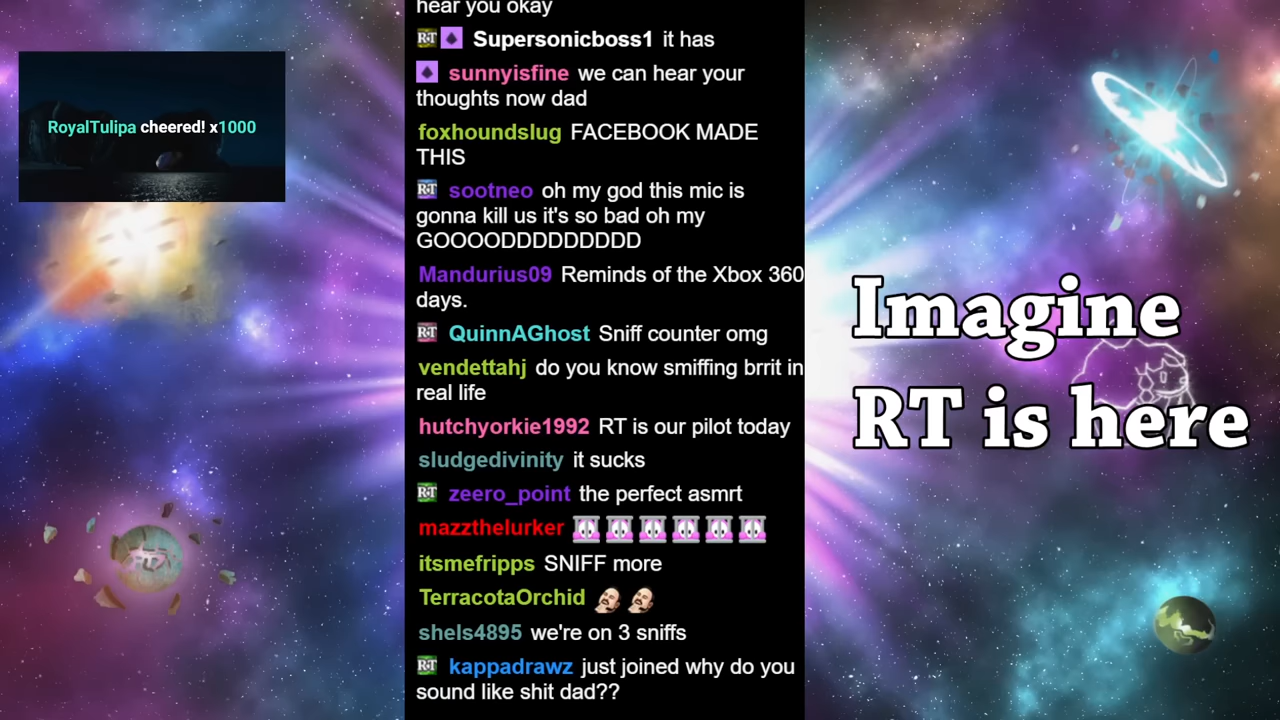 hear you okay
RT Supersonicboss1 it has
sunnyisfine we can hear your
thoughts now dad
RoyalTulipa cheered! x1000
foxhoundslug FACEBOOK MADE
THIS
RT sootneo oh my god this mic is
gonna kill us it's so bad oh my
GOOOODDDDDDDDD
Mandurius09 Reminds of the Xbox 360
days.
RT QuinnAGhost Sniff counter omg
vendettahj do you know smiffing brrit in
real life
hutchyorkie1992 RT is our pilot today
sludgedivinity it sucks
RT zeero_point the perfect asmrt
mazzthelurker
itsmefripps SNIFF more
TerracotaOrchid
shels4895 we're on 3 sniffs
RT kappadrawz just joined why do you
sound like shit dad??
Imagine
RT is here